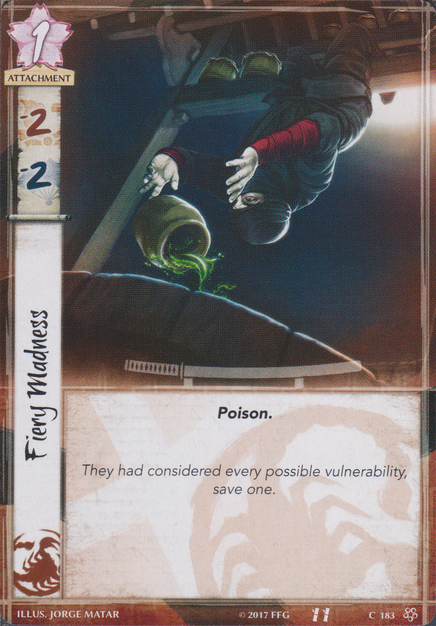 1
ATTACHMENT
-2
-2
Fiery Madness
Poison.
They had considered every possible vulnerability,
save one.
ILLUS. JORGE MATAR
© 2017 FFG
C 183